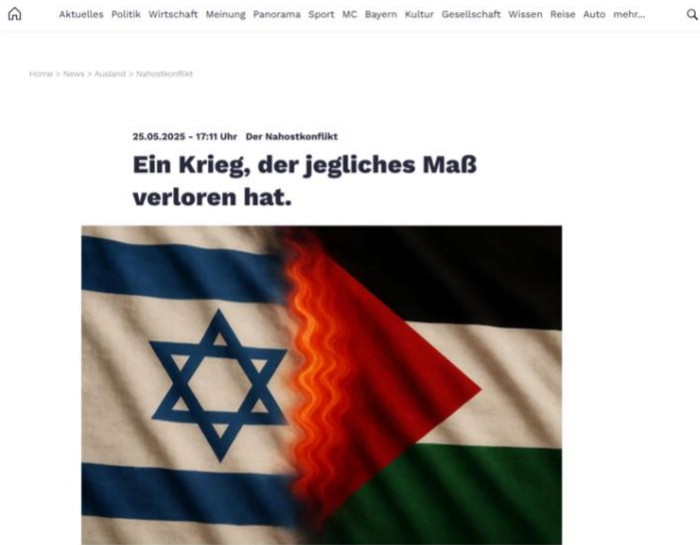 Aktuelles Politik Wirtschaft Meinung Panorama Sport MC Bayern Kultur Gesellschaft Wissen Reise Auto mehr...
Home > News > Ausland > Nahostkonflikt
25.05.2025 - 17:11 Uhr Der Nahostkonflikt
Ein Krieg, der jegliches Maß
verloren hat.